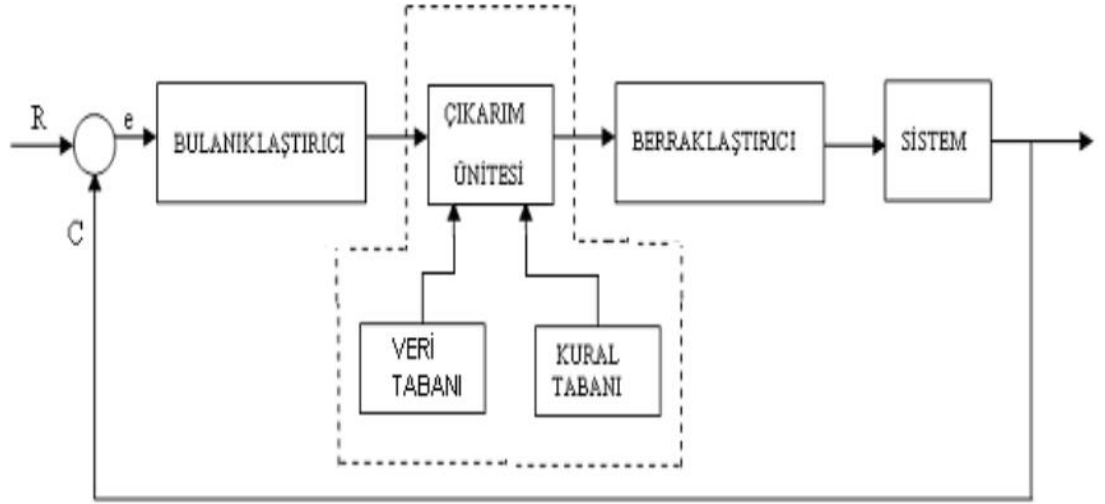 R
e
C
BULANIKLAŞTIRICI
ÇIKARIM
ÜNİTESİ
BERRAKLAŞTIRICI
SİSTEM
VERİ
TABANI
KURAL
TABANI